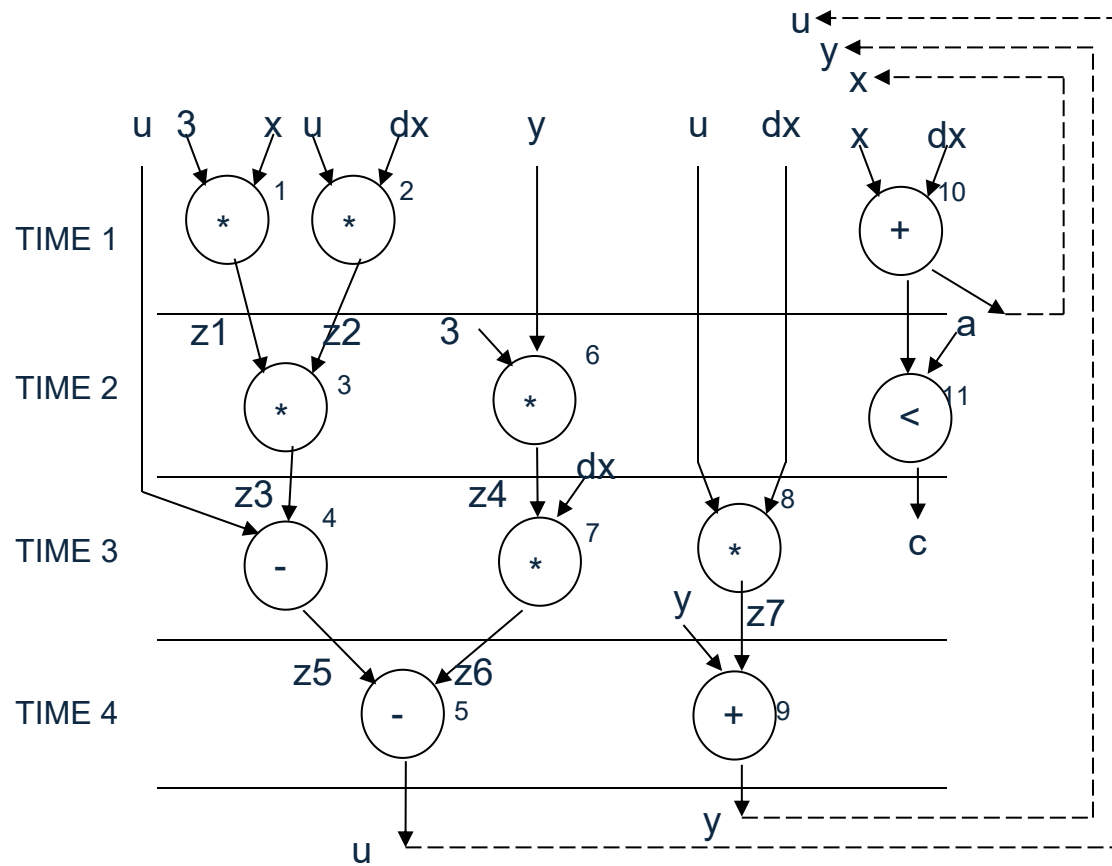 u
y
x
u 3 x u dx y u dx x dx
1 2 10
* * +
TIME 1
z1 z2 3 a
6
TIME 2
3 11
* * <
z3 z4 dx
4 7 8 c
TIME 3
- * *
y z7
z5 z6
TIME 4
- 5 + 9
y
u